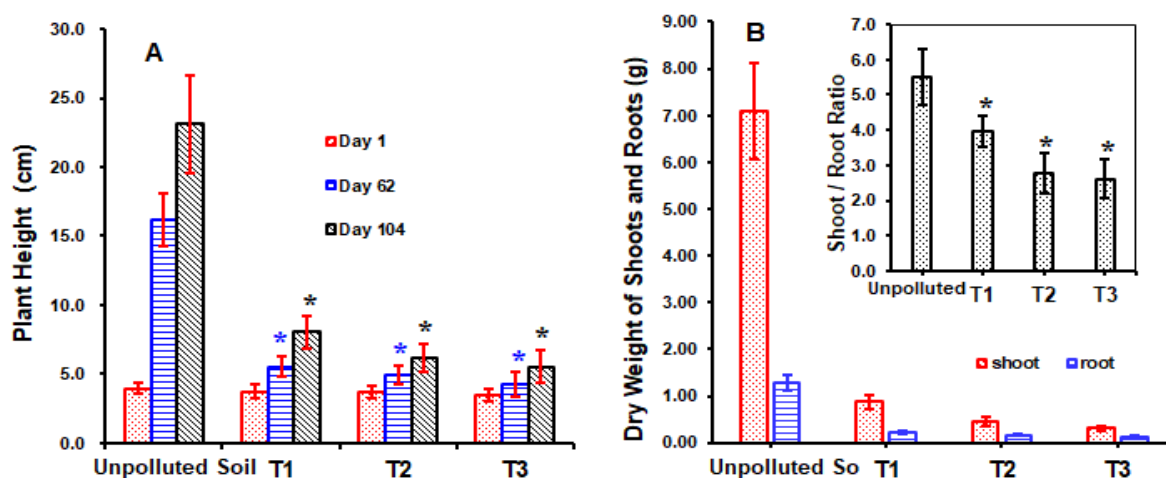 A
Plant Height (cm)
30.0
25.0
20.0
15.0
10.0
5.0
0.0
Day 1
Day 62
Day 104
*
*
*
*
*
*
Unpolluted Soil T1 T2 T3
B
Dry Weight of Shoots and Roots (g)
9.00
8.00
7.00
6.00
5.00
4.00
3.00
2.00
1.00
0.00
Shoot / Root Ratio
7.0
6.0
5.0
4.0
3.0
2.0
1.0
0.0
*
*
*
Unpolluted T1 T2 T3
shoot root
Unpolluted So T1 T2 T3